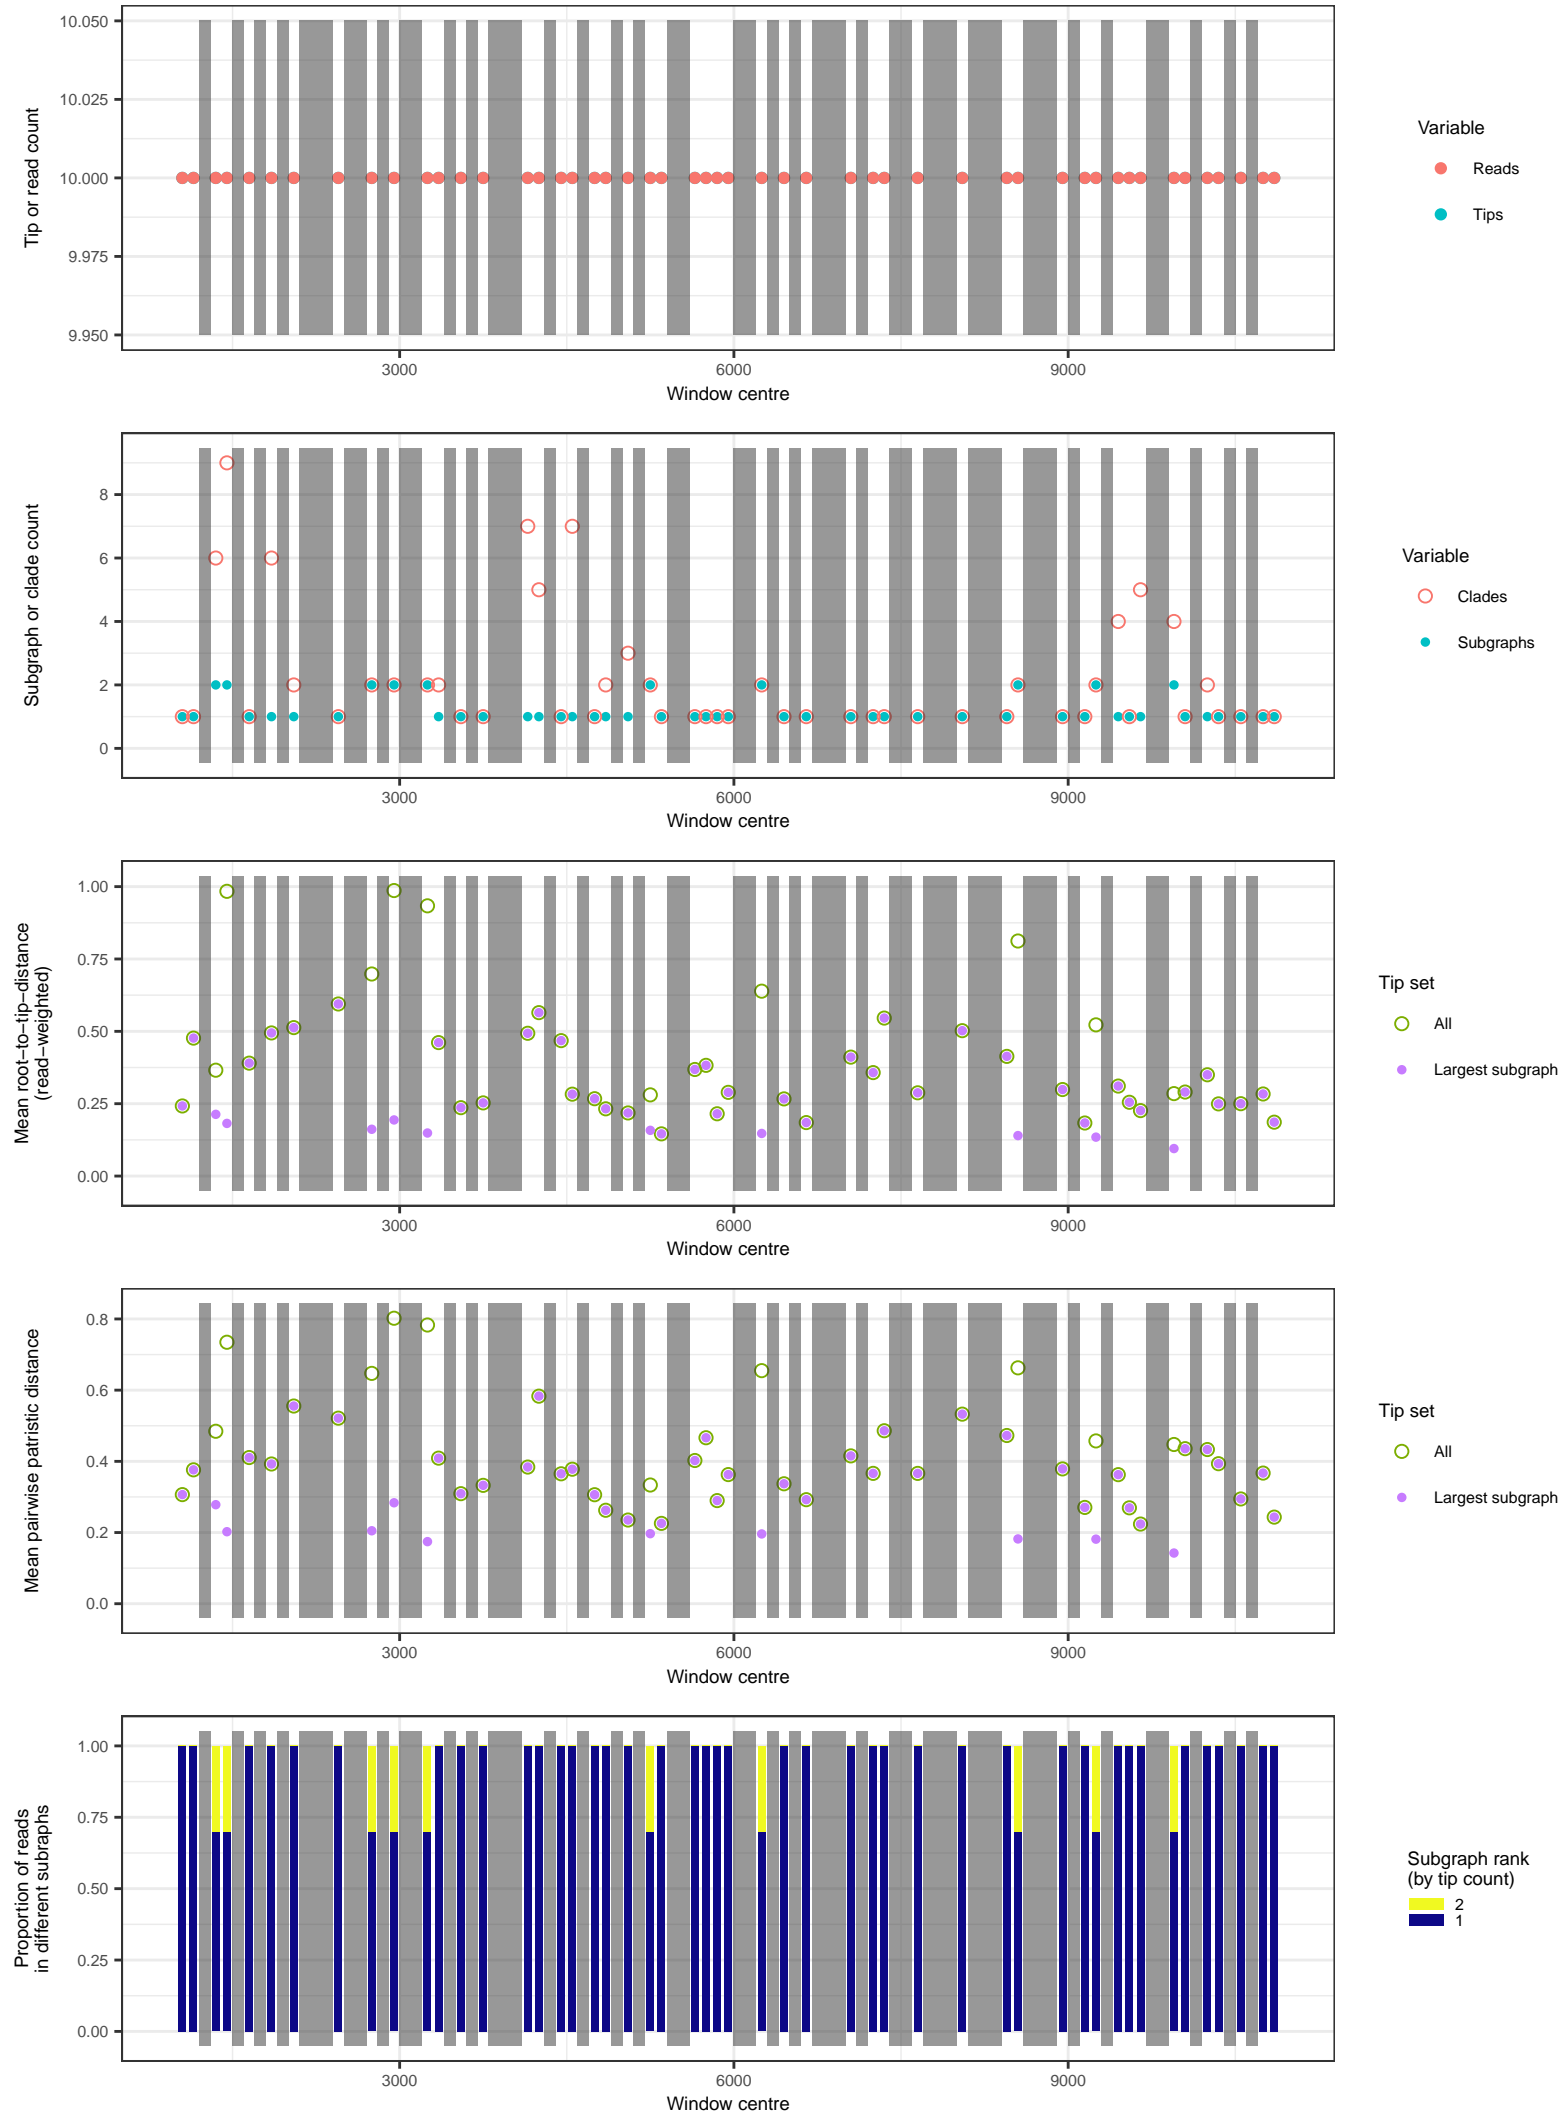 10.050
10.025
10.000
9.975
9.950
Tip or read count
3000
6000
9000
Window centre
Variable
Reads
Tips
8
6
4
2
0
Subgraph or clade count
3000
6000
9000
Window centre
Variable
Clades
Subgraphs
1.00
0.75
0.50
0.25
0.00
Mean root−to−tip−distance
(read−weighted)
3000
6000
9000
Window centre
Tip set
All
Largest subgraph
0.8
0.6
0.4
0.2
0.0
Mean pairwise patristic distance
3000
6000
9000
Window centre
Tip set
All
Largest subgraph
1.00
0.75
0.50
0.25
0.00
Proportion of reads
in different subraphs
3000
6000
9000
Window centre
Subgraph rank
(by tip count)
2
1